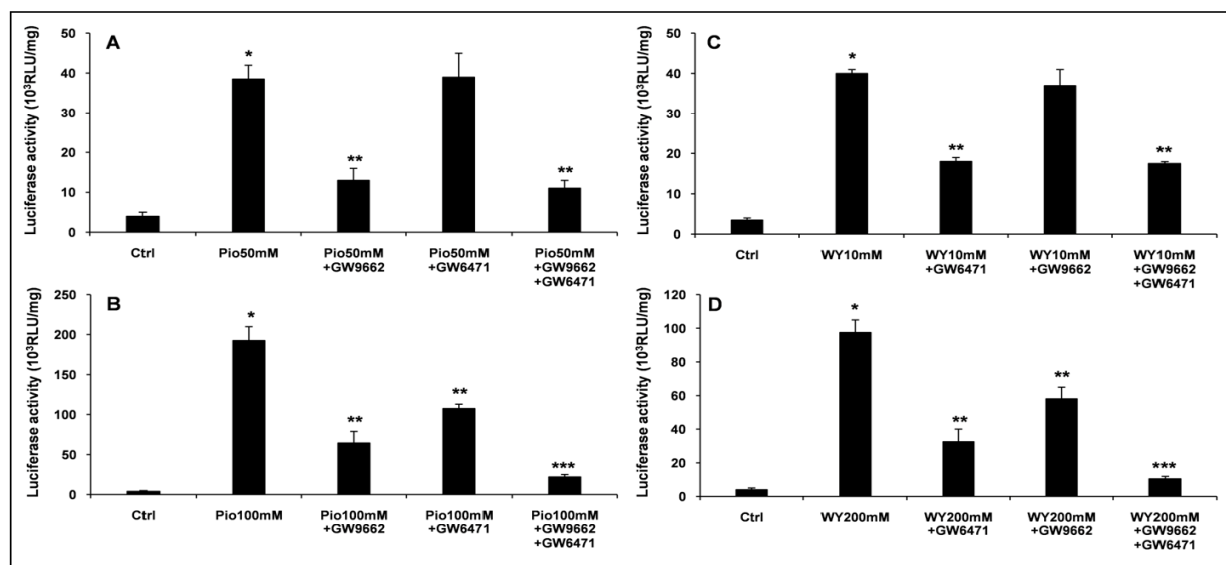 A
Luciferase activity (10³RLU/mg)
50
40
30
20
10
0
*
**
**
Ctrl Pio50mM Pio50mM Pio50mM Pio50mM
+GW9662 +GW6471 +GW9662
+GW6471
B
Luciferase activity (10³RLU/mg)
250
200
150
100
50
0
*
**
**
***
Ctrl Pio100mM Pio100mM Pio100mM Pio100mM
+GW9662 +GW6471 +GW9662
+GW6471
C
Luciferase activity (10³RLU/mg)
50
40
30
20
10
0
*
**
**
Ctrl WY10mM WY10mM WY10mM WY10mM
+GW6471 +GW9662 +GW9662
+GW6471
D
Luciferase activity (10³RLU/mg)
120
100
80
60
40
20
0
*
**
**
***
Ctrl WY200mM WY200mM WY200mM WY200mM
+GW6471 +GW9662 +GW9662
+GW6471